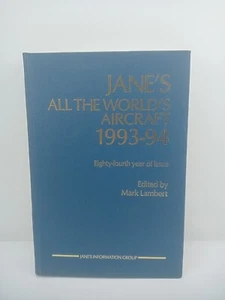 JANE'S
ALL THE WORLD'S
AIRCRAFT
1993-94
Eighty-fourth year of issue
Edited by
Mark Lambert
JANE'S INFORMATION GROUP